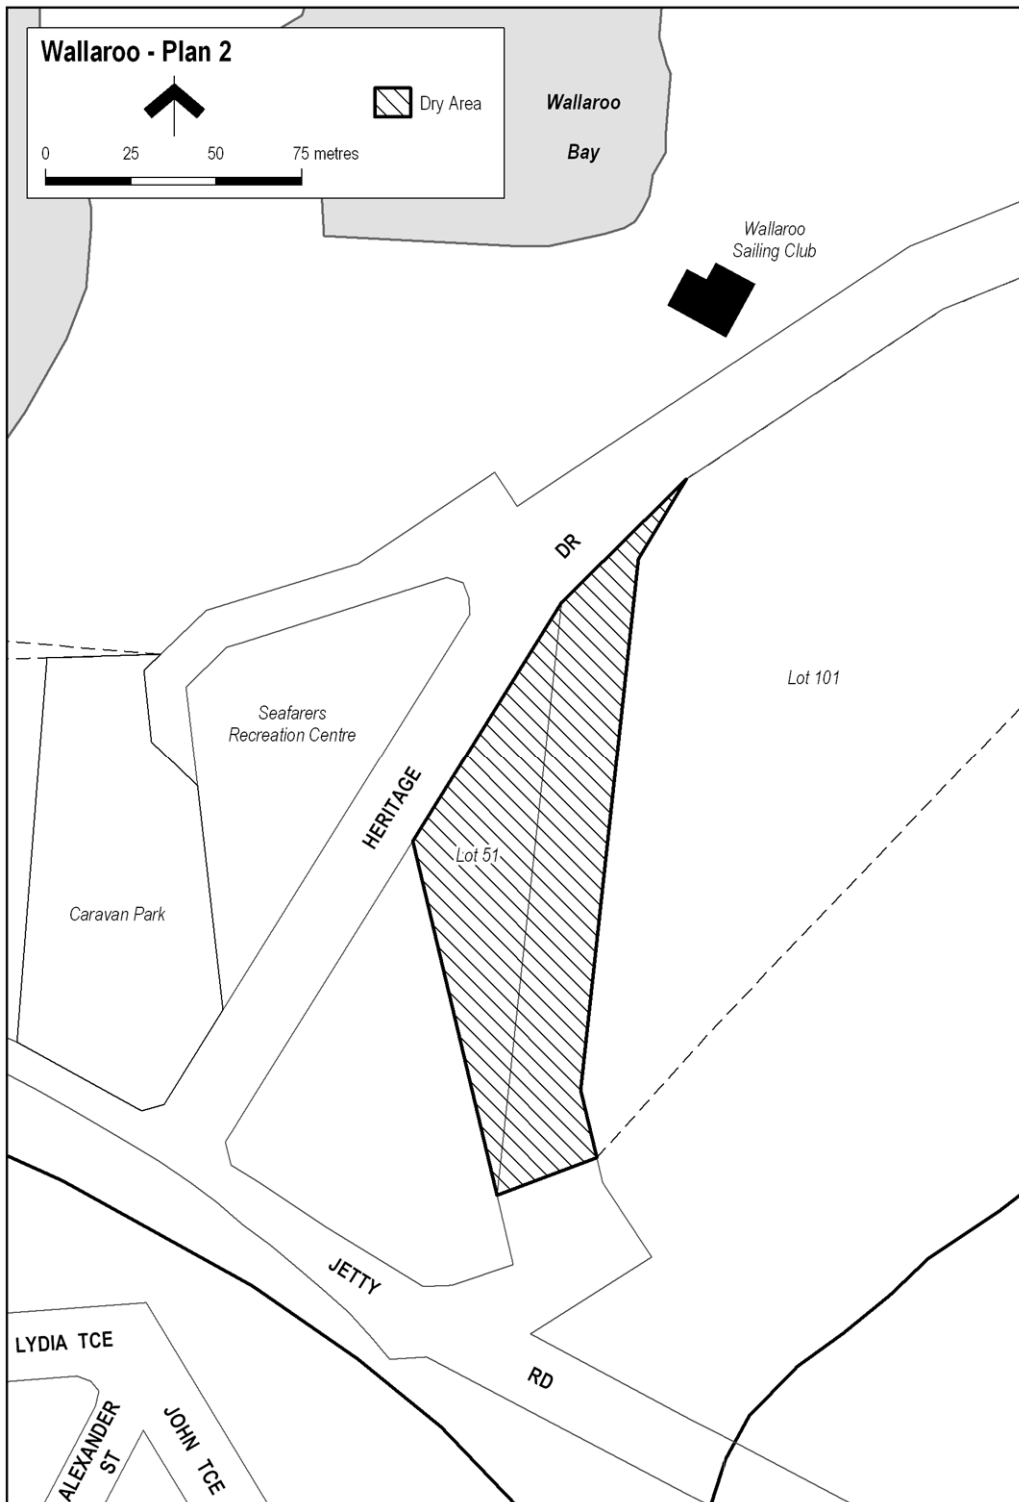 Wallaroo - Plan 2
Dry Area
0 25 50 75 metres
Wallaroo
Bay
Wallaroo
Sailing Club
DR
Lot 101
Seafarers
Recreation Centre
HERITAGE
Lot 51
Caravan Park
JETTY
LYDIA TCE
RD
ALEXANDER
ST
JOHN TCE